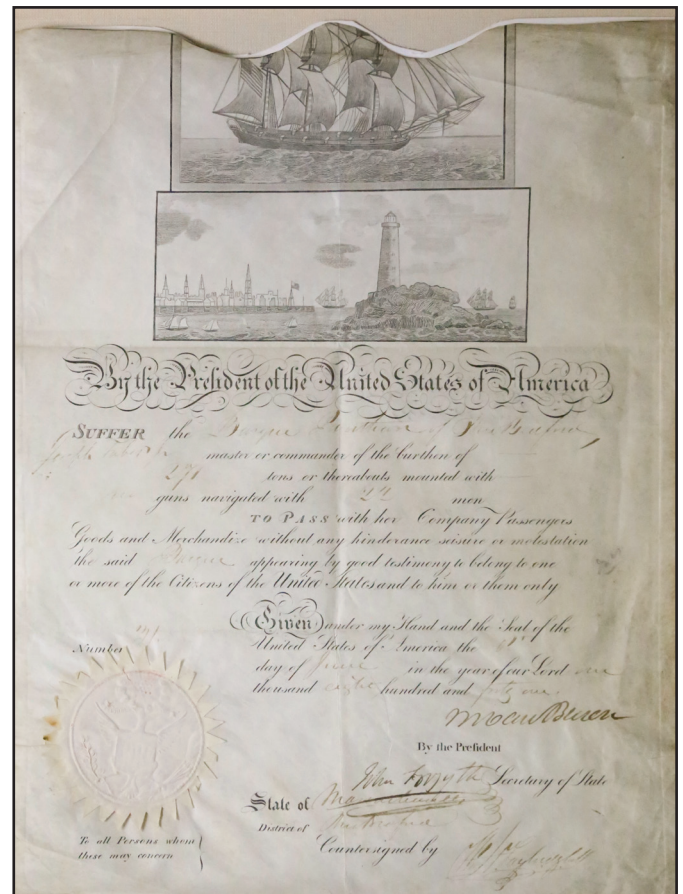 By the President of the United States of America
SUFFER the Barque
master or commander of the burthen of
271 tons or thereabouts mounted with
guns navigated with 24 men
TO PASS with her Company Passengers
Goods and Merchandize without any hinderance seisure or molestation
the said Barque appearing by good testimony to belong to one
or more of the Citizens of the United States and to him or them only
Given under my Hand and the Seal of the
United States of America the
Number
day of June in the year of our Lord one
thousand eight hundred and forty one
M Van Buren
By the President
John Forsyth Secretary of State
State of Massachusetts
District of New Bedford
To all Persons whom
these may concern
Countersigned by